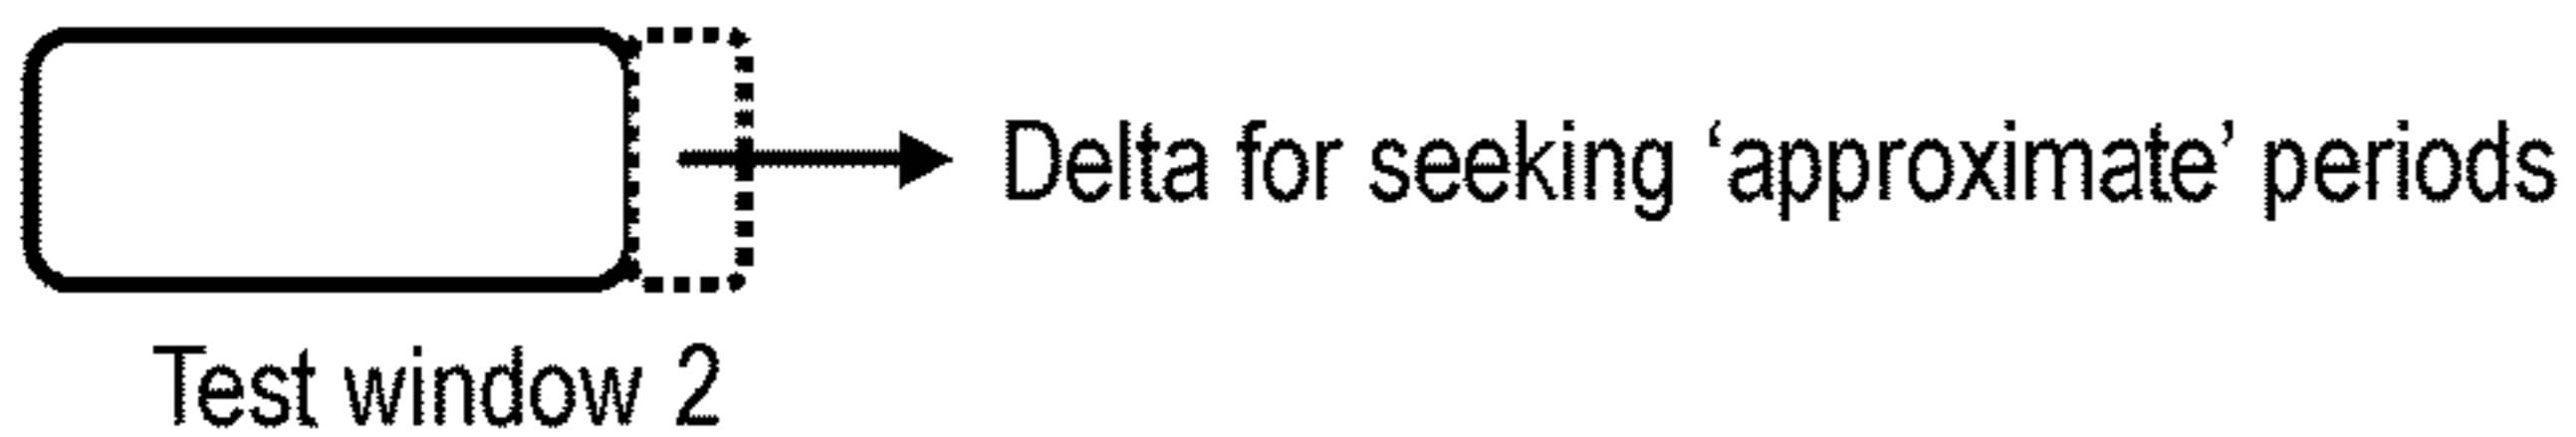 Delta for seeking ‘approximate’ periods
Test window 2